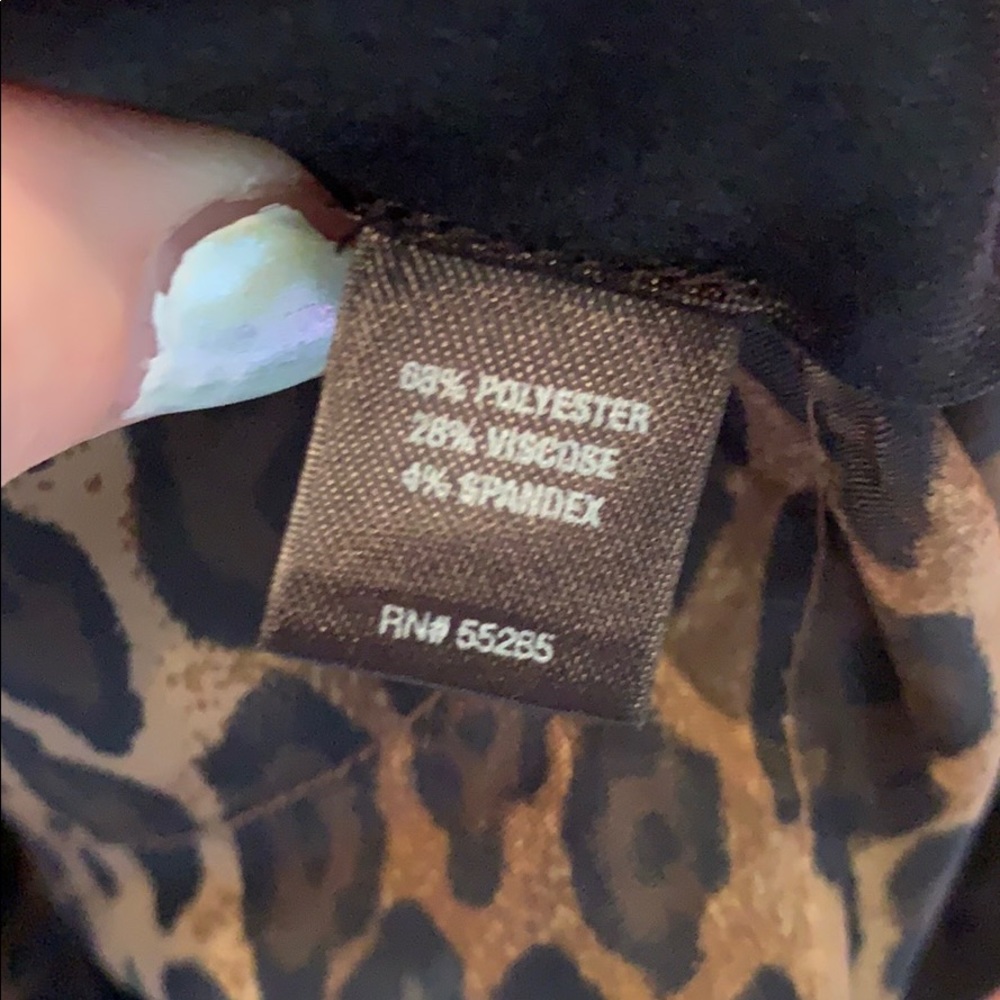 68% POLYESTER
28% VISCOSE
4% SPANDEX
RN# 55285